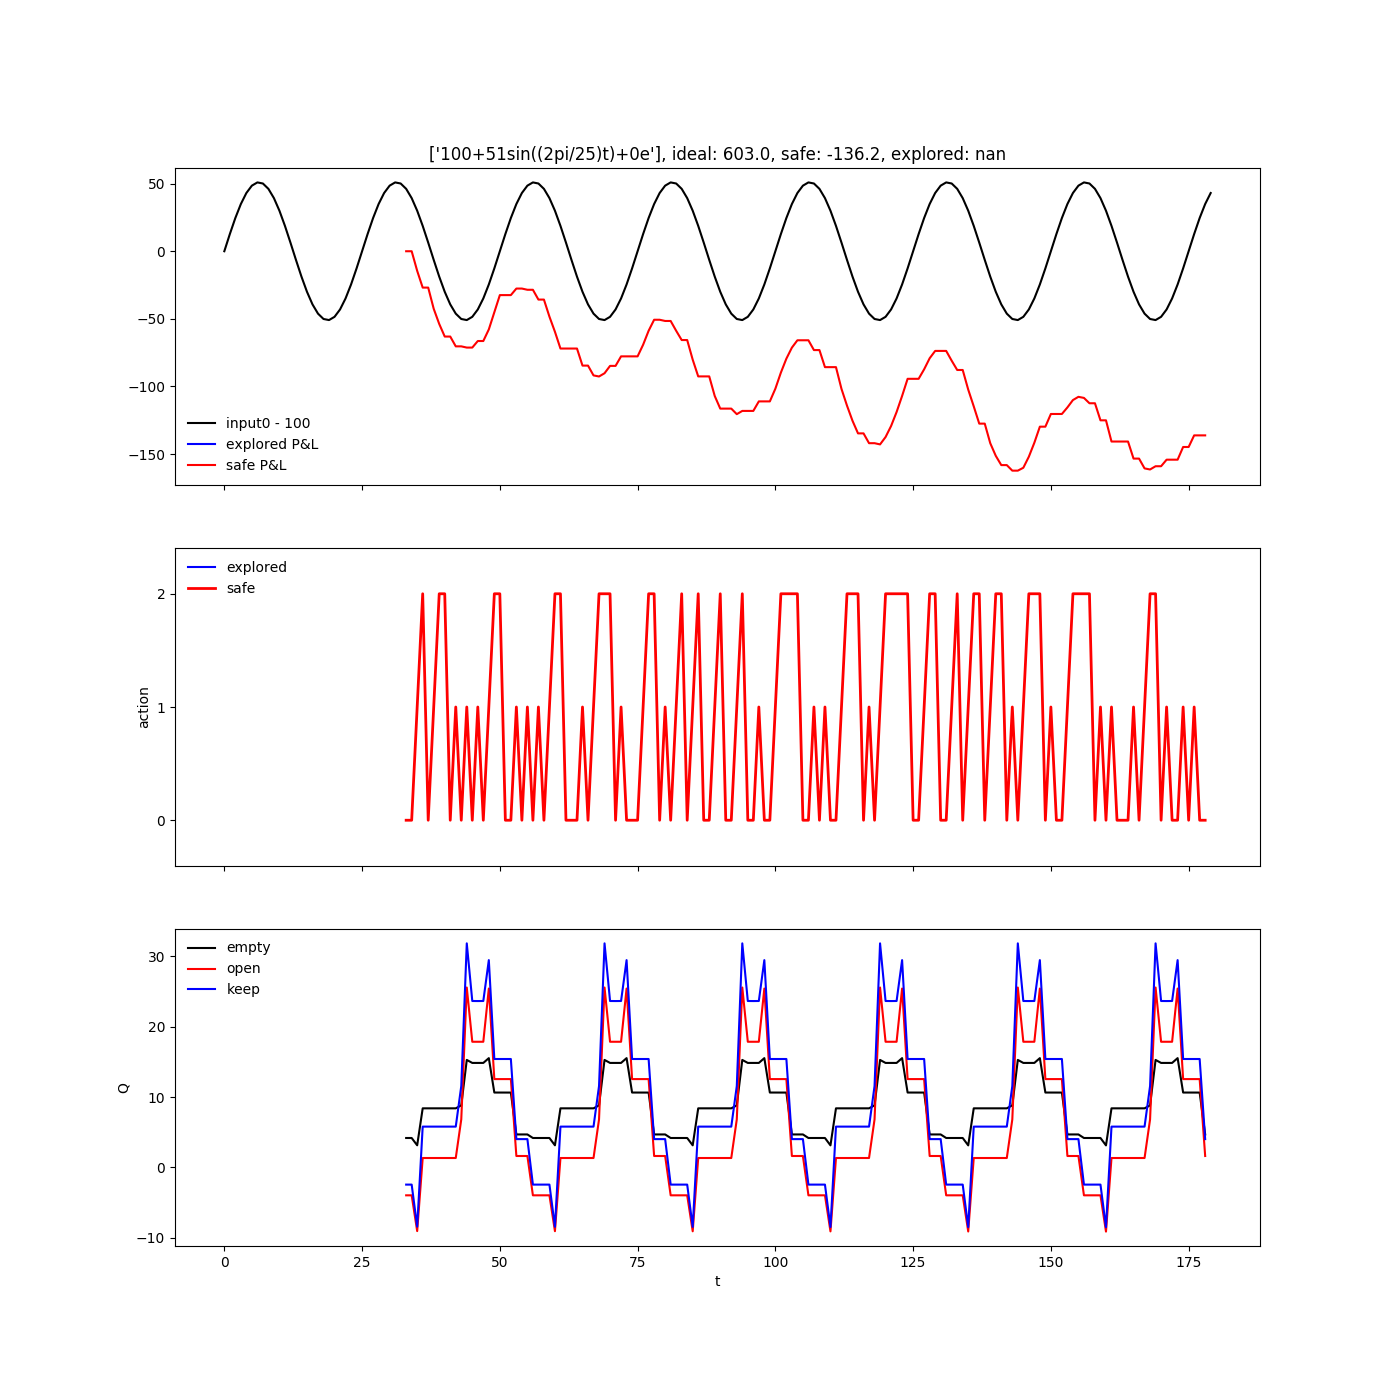 ['100+51sin((2pi/25)t)+0e'], ideal: 603.0, safe: -136.2, explored: nan
50
0
−50
−100
−150
input0 - 100
explored P&L
safe P&L
explored
safe
2
1
0
action
empty
open
keep
30
20
10
0
−10
Q
0 25 50 75 100 125 150 175
t